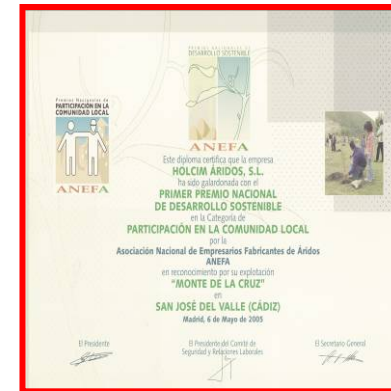 PREMIOS NACIONALES DE
DESARROLLO SOSTENIBLE
ANEFA
Premios Nacionales de
PARTICIPACIÓN EN LA
COMUNIDAD LOCAL
ANEFA
Este diploma certifica que la empresa
HOLCIM ÁRIDOS, S.L.
ha sido galardonada con el
PRIMER PREMIO NACIONAL
DE DESARROLLO SOSTENIBLE
en la Categoría de
PARTICIPACIÓN EN LA COMUNIDAD LOCAL
por la
Asociación Nacional de Empresarios Fabricantes de Áridos
ANEFA
en reconocimiento por su explotación
"MONTE DE LA CRUZ"
en
SAN JOSÉ DEL VALLE (CÁDIZ)
Madrid, 6 de Mayo de 2005
El Presidente
El Presidente del Comité de
Seguridad y Relaciones Laborales
El Secretario General